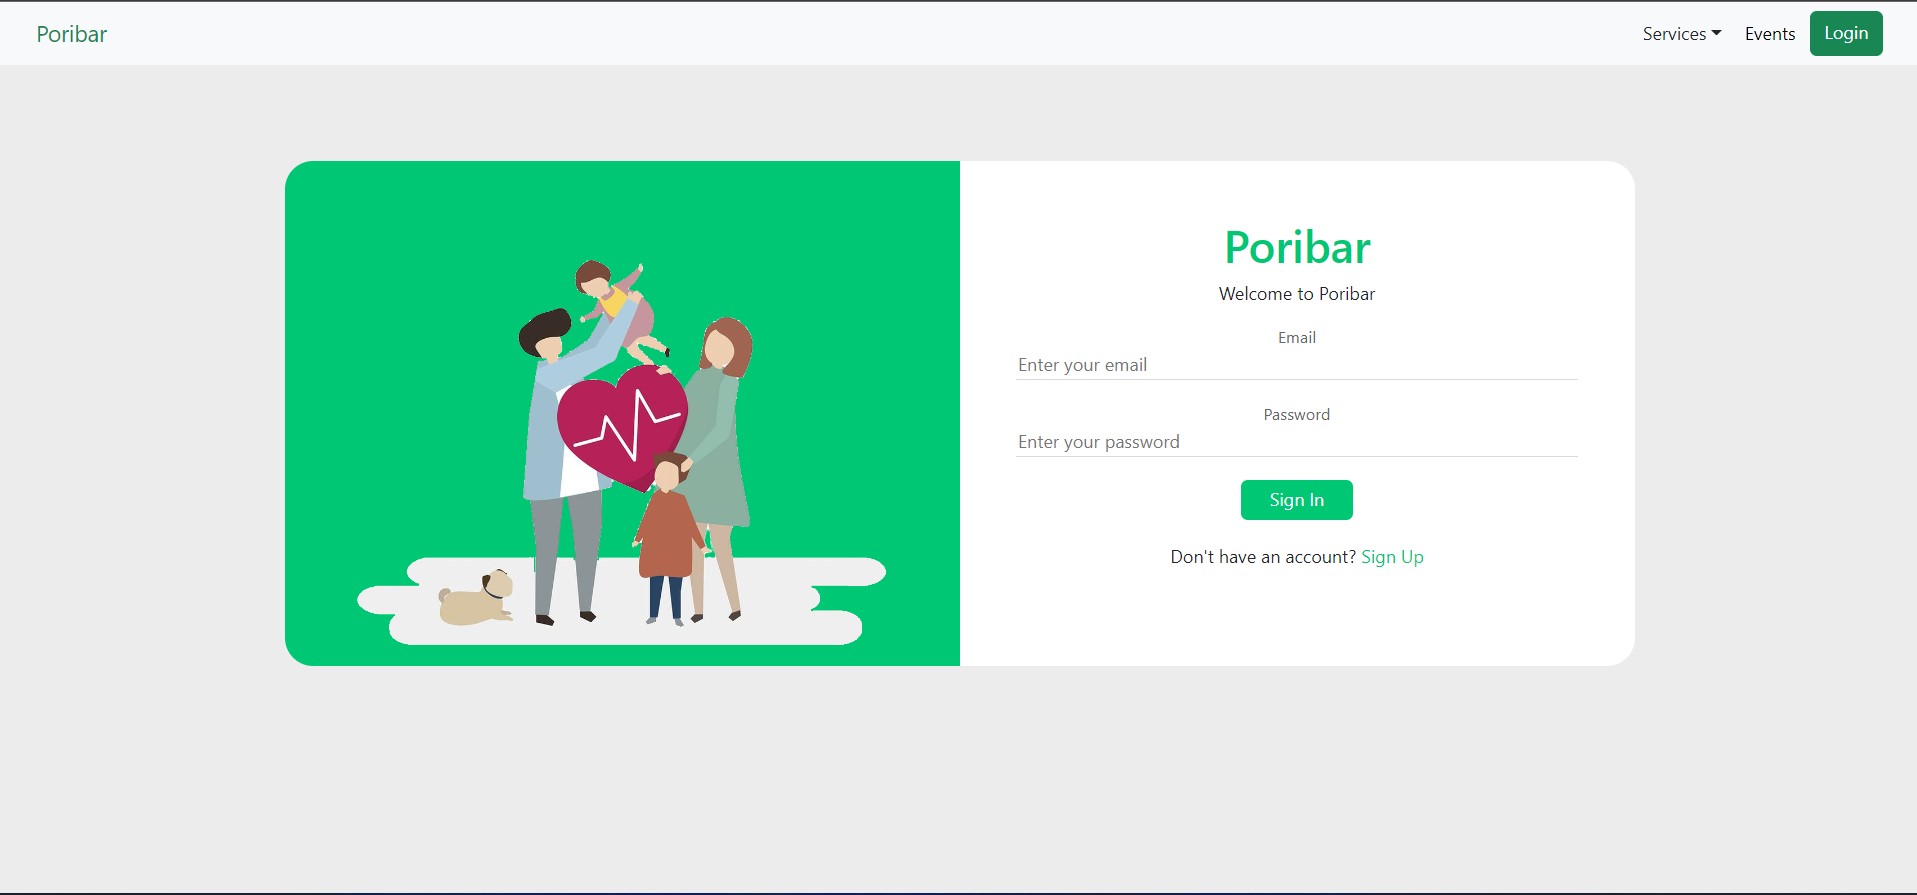 Poribar
Services
Events
Login
Poribar
Welcome to Poribar
Email
Enter your email
Password
Enter your password
Sign In
Don't have an account? Sign Up